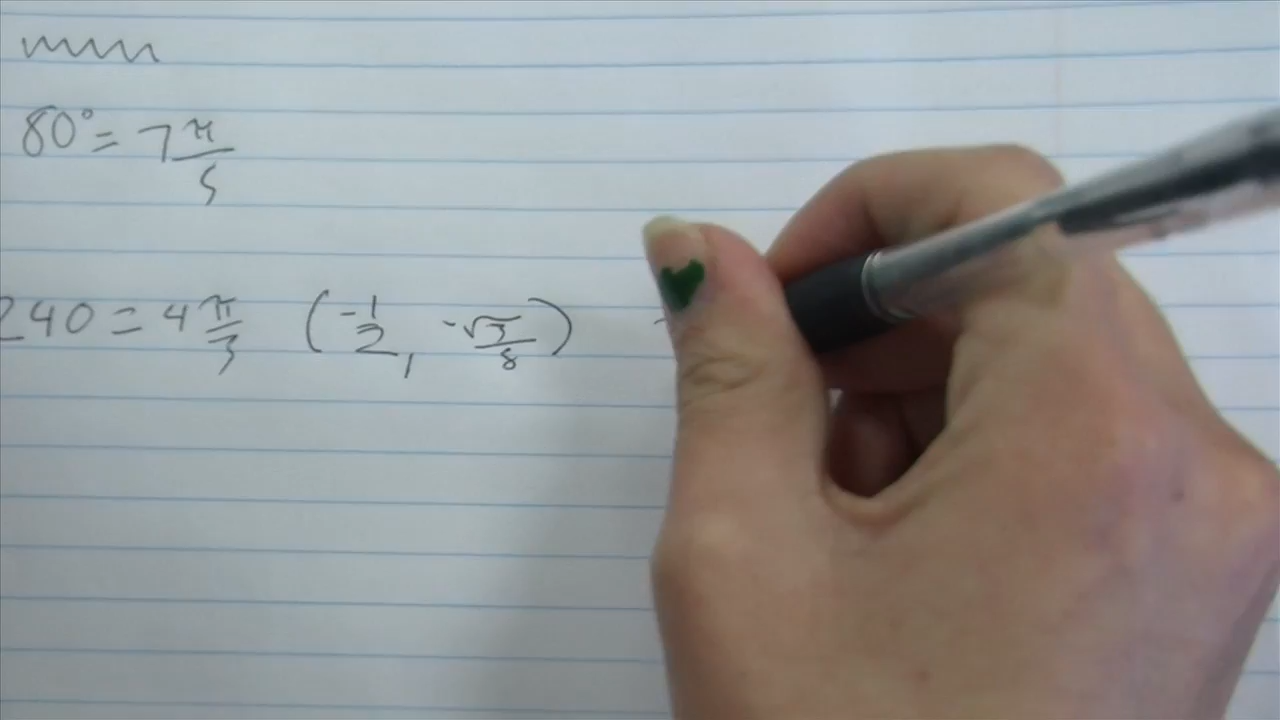 80° = 7π/5
240 = 4π/3 (-1/2, -√3/8)